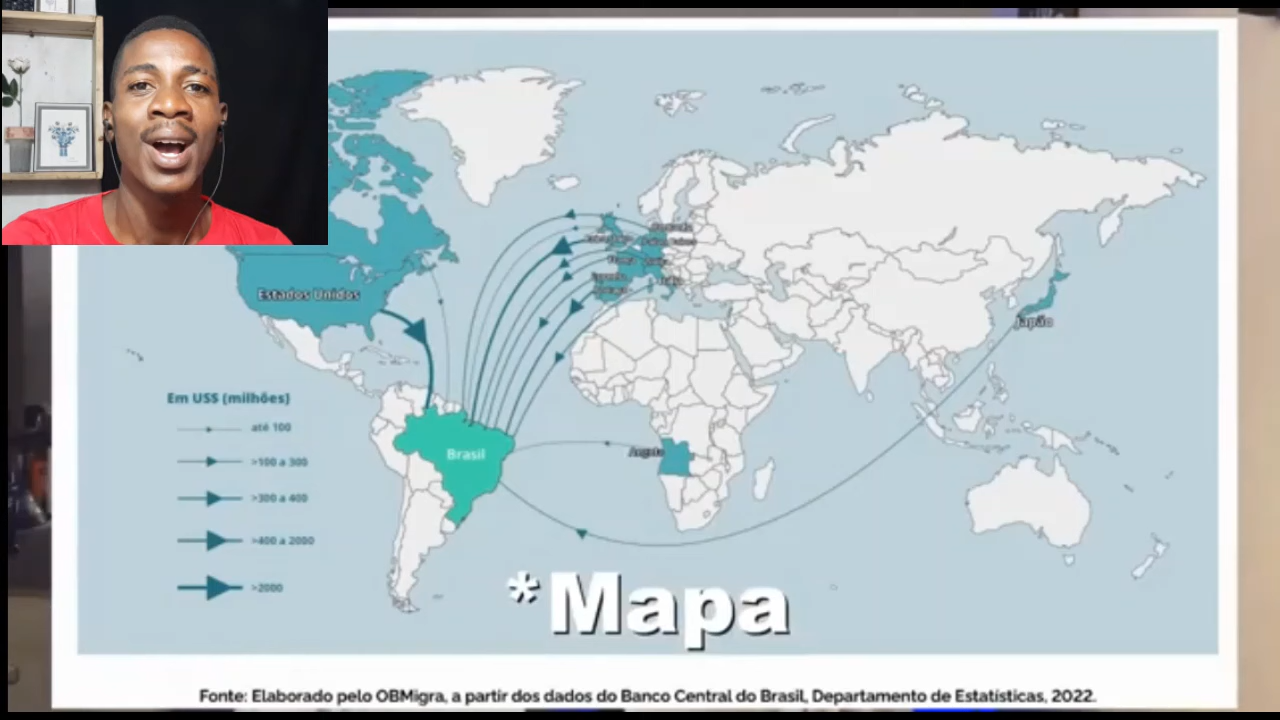 Estados Unidos
França
Japão
Em US$ (milhões)
até 100
>100 a 300
>300 a 400
>400 a 2000
>2000
Brasil
Angola
*Mapa
Fonte: Elaborado pelo OBMigra, a partir dos dados do Banco Central do Brasil, Departamento de Estatísticas, 2022.